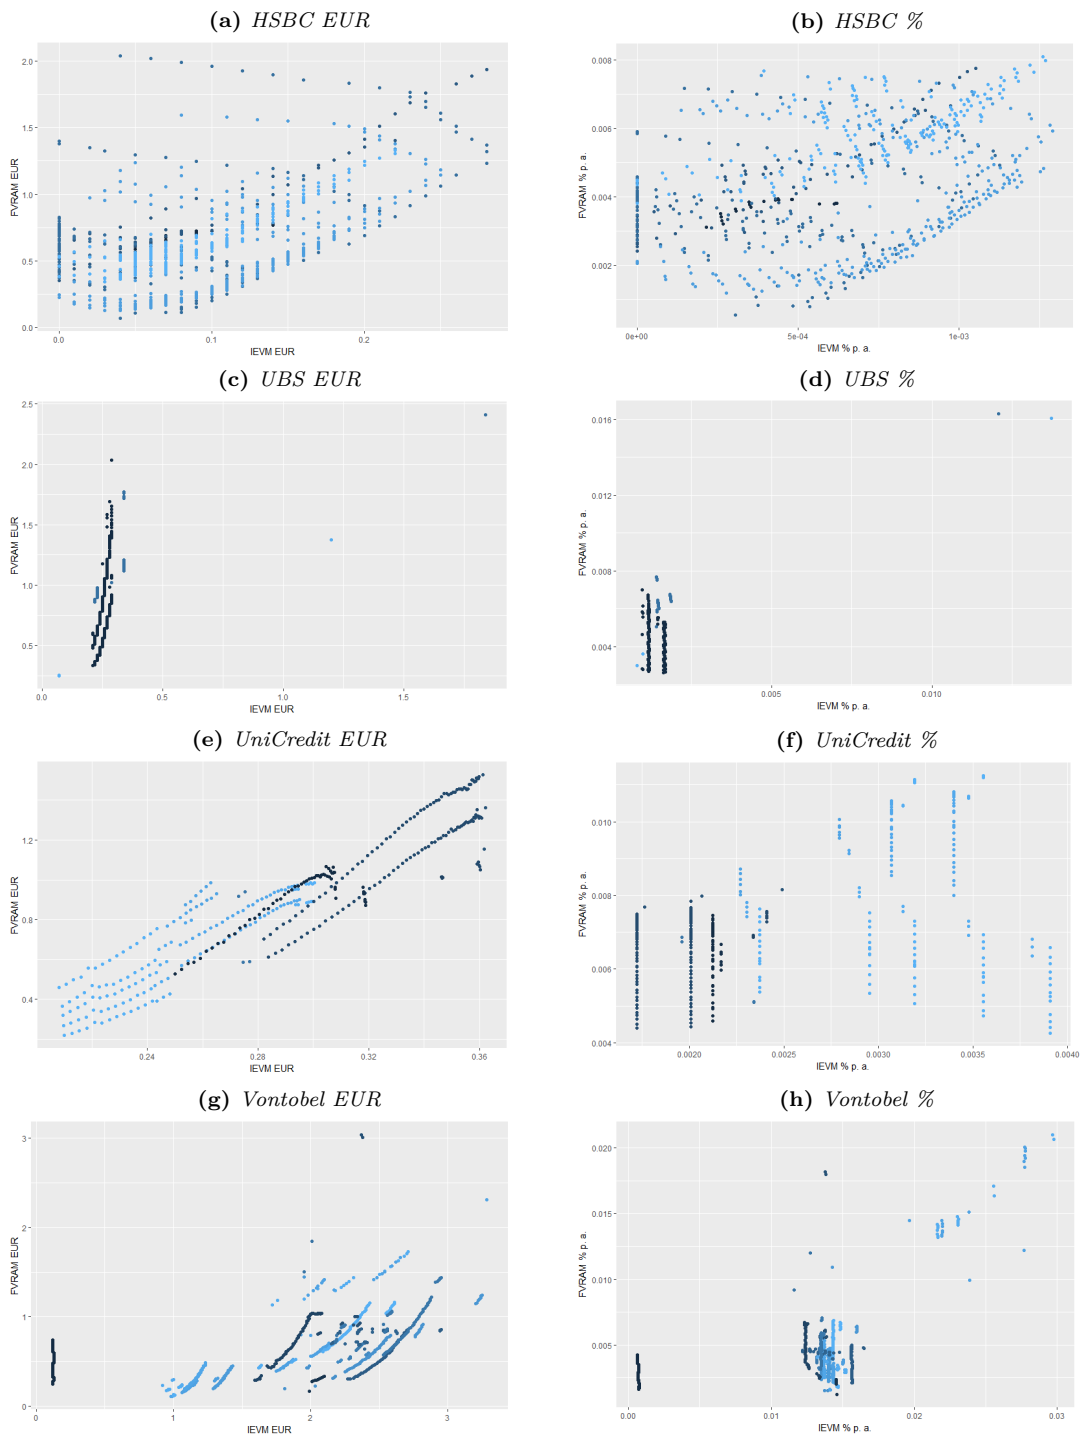 (a) HSBC EUR
2.0
1.5
1.0
0.5
0.0
FVRAM EUR
0.0 0.1 0.2
IEVM EUR
(b) HSBC %
0.008
0.006
0.004
0.002
FVRAM % p. a.
0e+00 5e-04 1e-03
IEVM % p. a.
(c) UBS EUR
2.5
2.0
1.5
1.0
0.5
FVRAM EUR
0.0 0.5 1.0 1.5
IEVM EUR
(d) UBS %
0.016
0.012
0.008
0.004
FVRAM % p. a.
0.005 0.010
IEVM % p. a.
(e) UniCredit EUR
1.2
0.8
0.4
FVRAM EUR
0.24 0.28 0.32 0.36
IEVM EUR
(f) UniCredit %
0.010
0.008
0.006
0.004
FVRAM % p. a.
0.0020 0.0025 0.0030 0.0035 0.0040
IEVM % p. a.
(g) Vontobel EUR
3
2
1
0
FVRAM EUR
0 1 2 3
IEVM EUR
(h) Vontobel %
0.020
0.015
0.010
0.005
FVRAM % p. a.
0.00 0.01 0.02 0.03
IEVM % p. a.